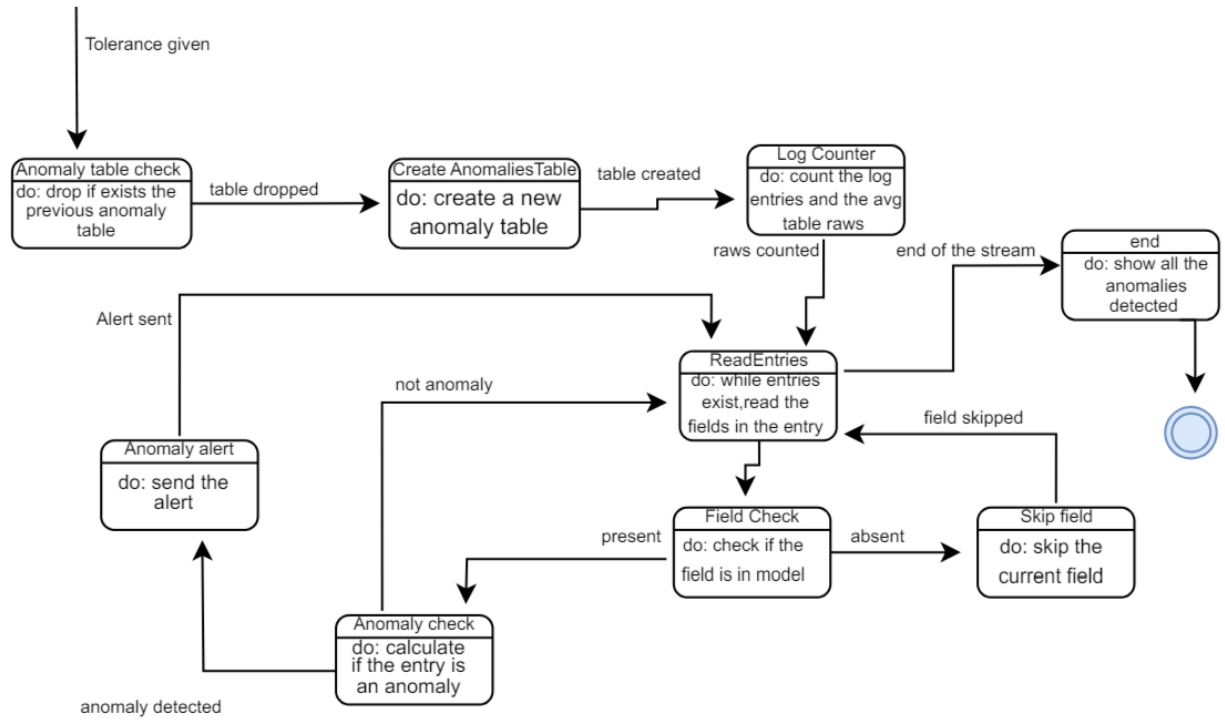 Tolerance given
Anomaly table check
do: drop if exists the
previous anomaly
table
table dropped
Create AnomaliesTable
do: create a new
anomaly table
table created
Log Counter
do: count the log
entries and the avg
table raws
raws counted
end of the stream
end
do: show all the
anomalies
detected
Alert sent
ReadEntries
do: while entries
exist,read the
fields in the entry
not anomaly
field skipped
Anomaly alert
do: send the
alert
Field Check
do: check if the
field is in model
present
absent
Skip field
do: skip the
current field
Anomaly check
do: calculate
if the entry is
an anomaly
anomaly detected